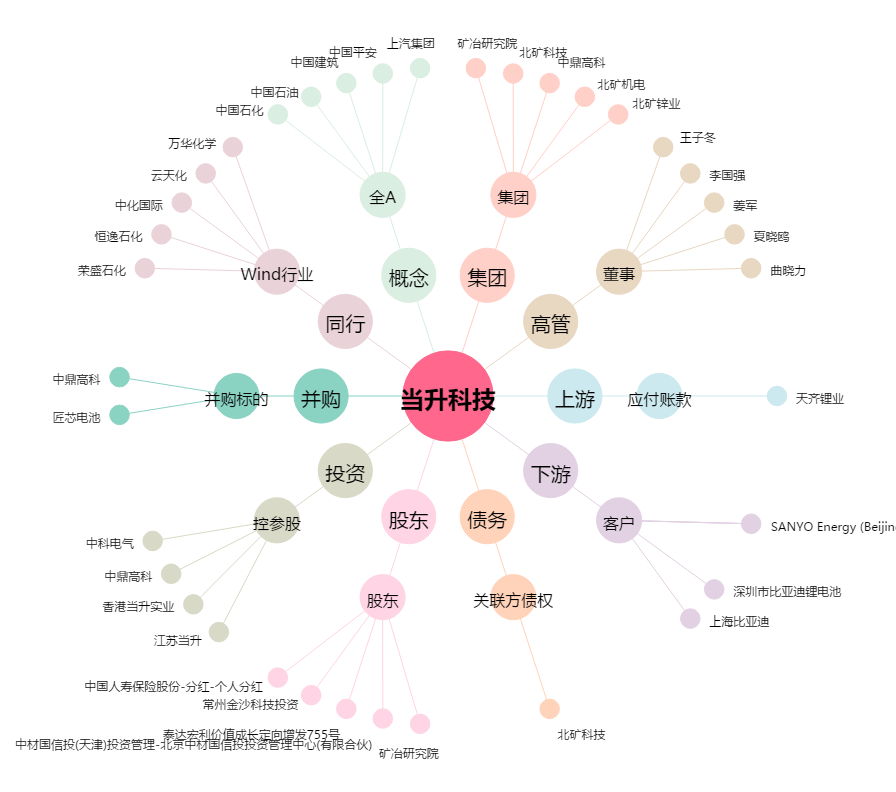 上汽集团
中国平安
中国建筑
中国石油
中国石化
全A
概念
矿冶研究院
北矿科技
中鼎高科
北矿机电
北矿锌业
集团
集团
万华化学
云天化
中化国际
恒逸石化
荣盛石化
Wind行业
同行
王子冬
李国强
姜军
夏晓鸥
曲晓力
董事
高管
中鼎高科
匠芯电池
并购标的
并购
当升科技
上游
应付账款
天齐锂业
投资
控参股
中科电气
中鼎高科
香港当升实业
江苏当升
下游
客户
SANYO Energy (Beijin
深圳市比亚迪锂电池
上海比亚迪
股东
股东
中国人寿保险股份-分红-个人分红
常州金沙科技投资
泰达宏利价值成长定向增发755号
中材国信投(天津)投资管理-北京中材国信投投资管理中心(有限合伙)
矿冶研究院
债务
关联方债权
北矿科技